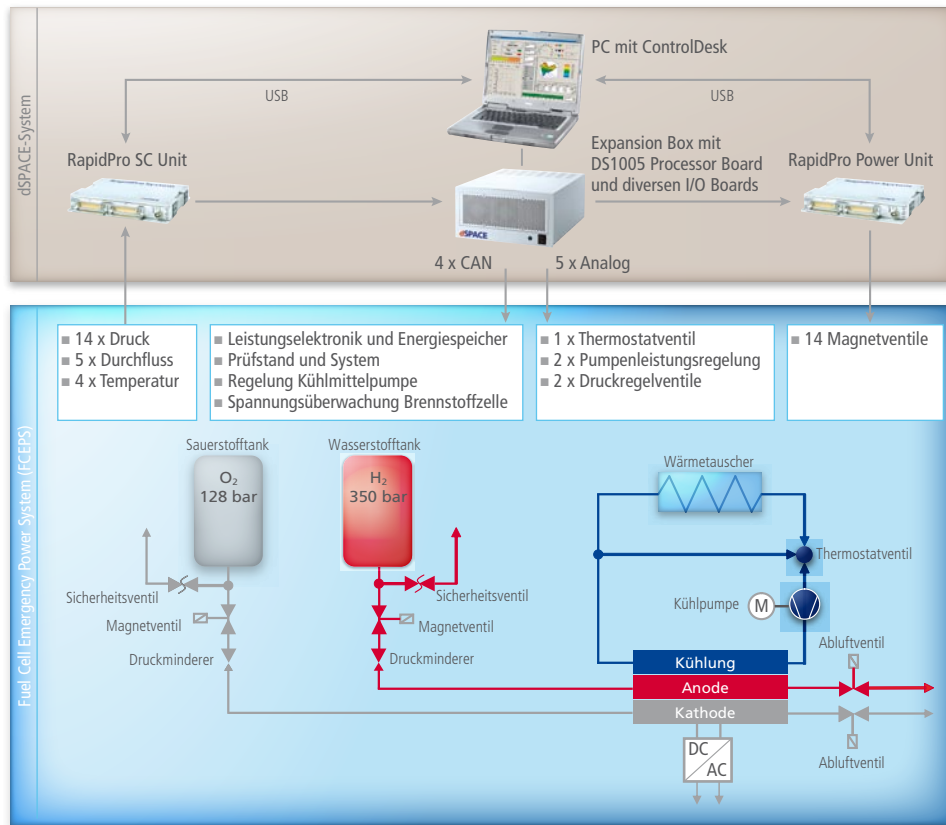 dSPACE-System
PC mit ControlDesk
USB
USB
RapidPro SC Unit
Expansion Box mit
DS1005 Processor Board
und diversen I/O Boards
RapidPro Power Unit
dSPACE
4 x CAN
5 x Analog
Fuel Cell Emergency Power System (FCEPS)
■ 14 x Druck
■ 5 x Durchfluss
■ 4 x Temperatur
■ Leistungselektronik und Energiespeicher
■ Prüfstand und System
■ Regelung Kühlmittelpumpe
■ Spannungsüberwachung Brennstoffzelle
■ 1 x Thermostatventil
■ 2 x Pumpenleistungsregelung
■ 2 x Druckregelventile
■ 14 Magnetventile
Sauerstofftank
O₂
128 bar
Wasserstofftank
H₂
350 bar
Wärmetauscher
Thermostatventil
Sicherheitsventil
Sicherheitsventil
Kühlpumpe
M
Magnetventil
Magnetventil
Druckminderer
Druckminderer
Abluftventil
Kühlung
Anode
Kathode
DC
AC
Abluftventil